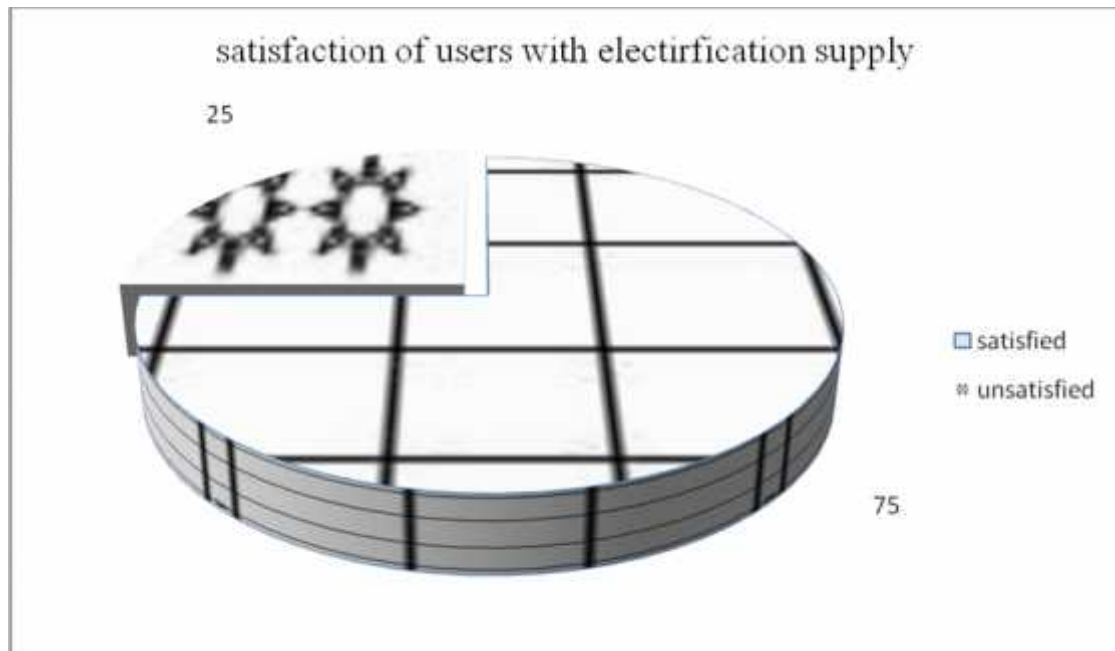 satisfaction of users with electirfication supply
25
satisfied
unsatisfied
75